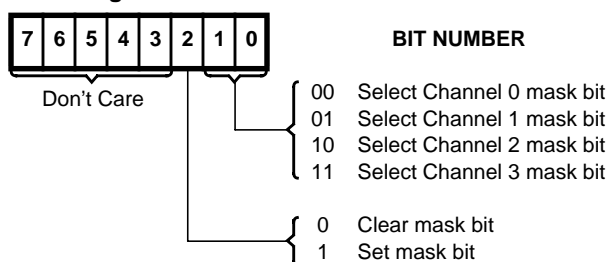 7 6 5 4 3 2 1 0 BIT NUMBER
Don't Care
00 Select Channel 0 mask bit
01 Select Channel 1 mask bit
10 Select Channel 2 mask bit
11 Select Channel 3 mask bit
0 Clear mask bit
1 Set mask bit